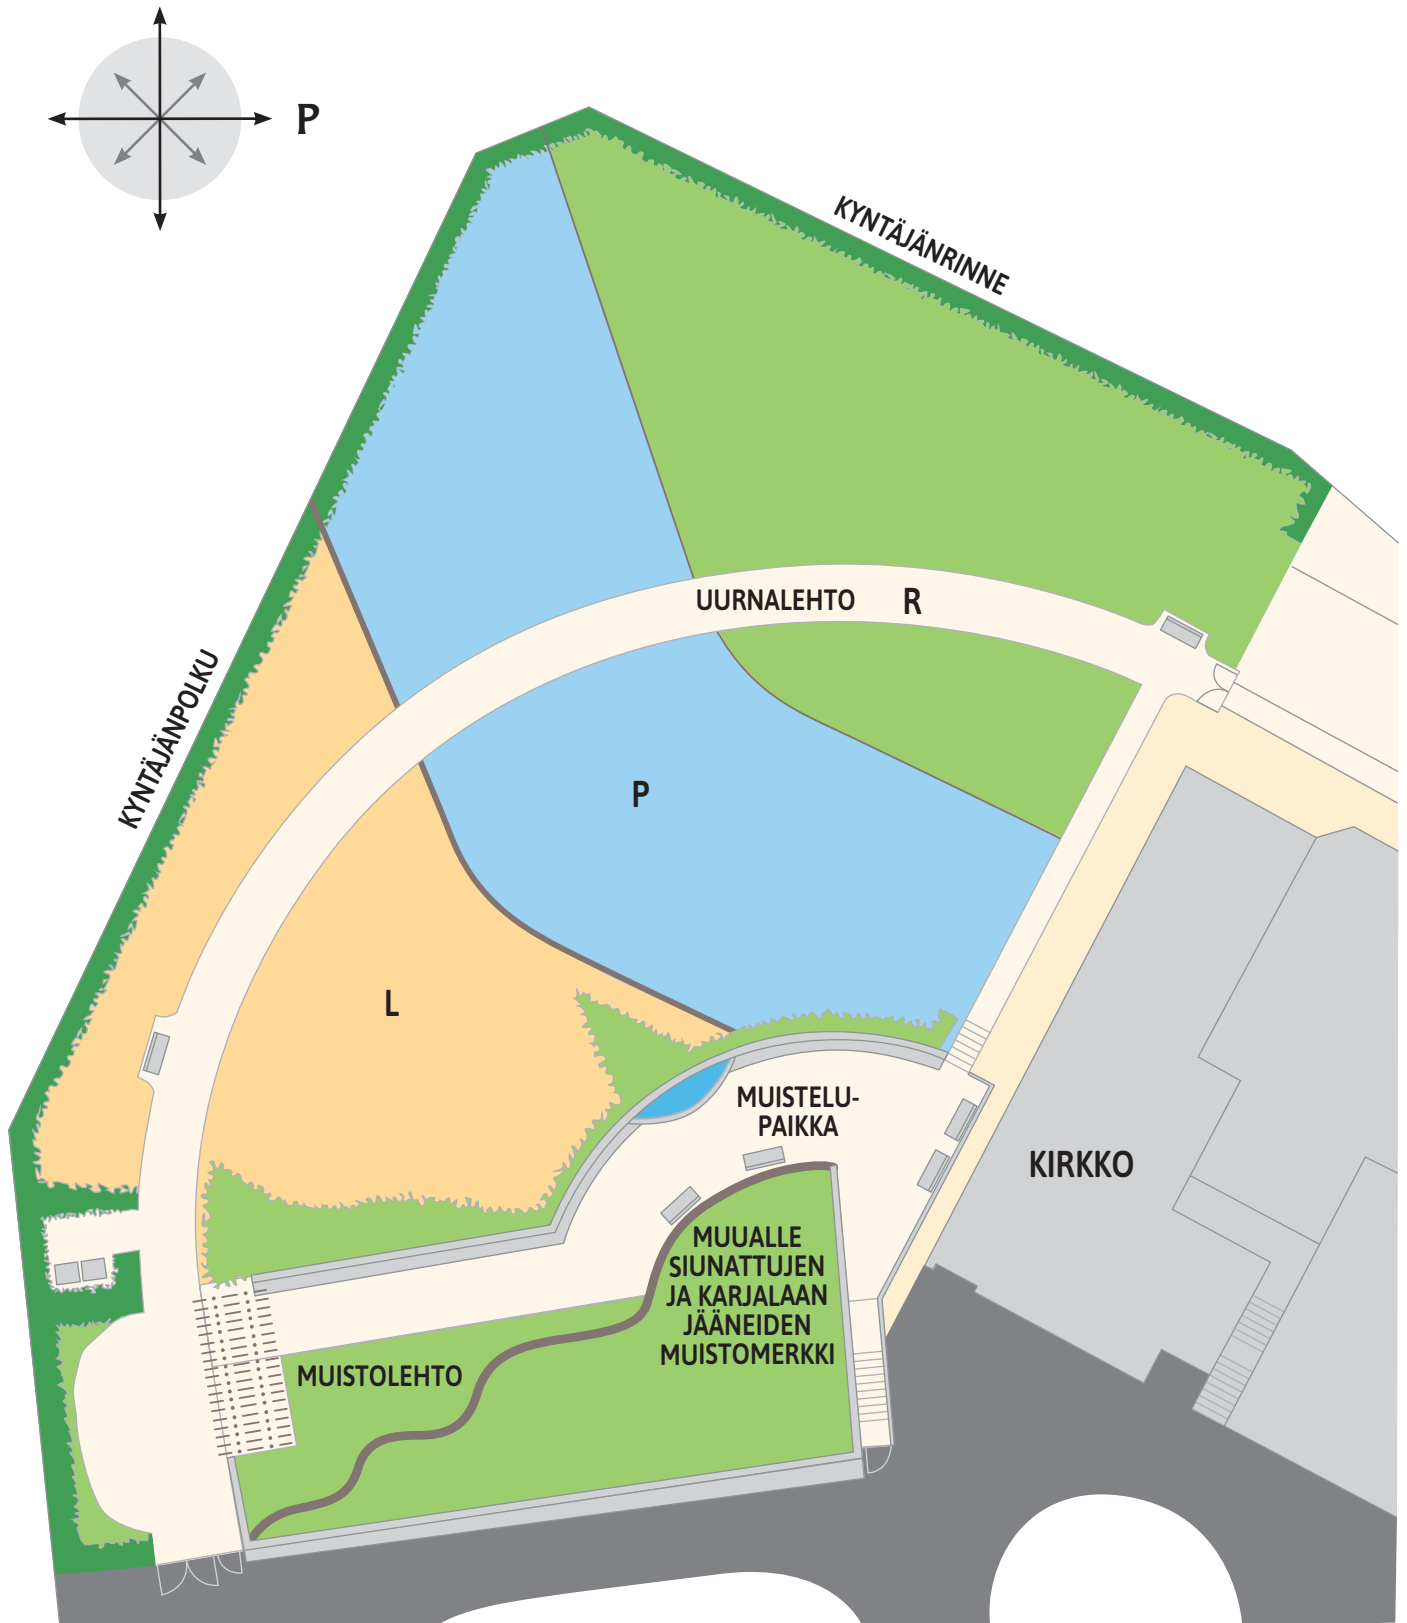 P
KYNTÄJÄNRINNE
UURNALEHTO R
KYNTÄJÄNPOLKU
P
L
MUISTELU-
PAIKKA
KIRKKO
MUUALLE
SIUNATTUJEN
JA KARJALAAN
JÄÄNEIDEN
MUISTOMERKKI
MUISTOLEHTO